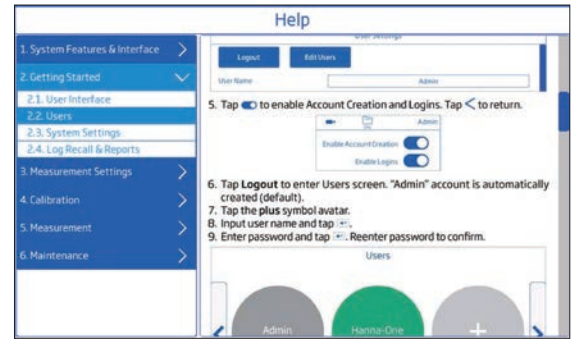 Help
1. System Features & Interface
2. Getting Started
2.1. User Interface
2.2. Users
2.3. System Settings
2.4. Log Recall & Reports
3. Measurement Settings
4. Calibration
5. Measurement
6. Maintenance
User Settings
Logout Edit Users
User Name Admin
5. Tap to enable Account Creation and Logins. Tap < to return.
Admin
Enable Account Creation
Enable Logins
6. Tap Logout to enter Users screen. "Admin" account is automatically
created (default).
7. Tap the plus symbol avatar.
8. Input user name and tap .
9. Enter password and tap . Reenter password to confirm.
Users
Admin Hanna-One +